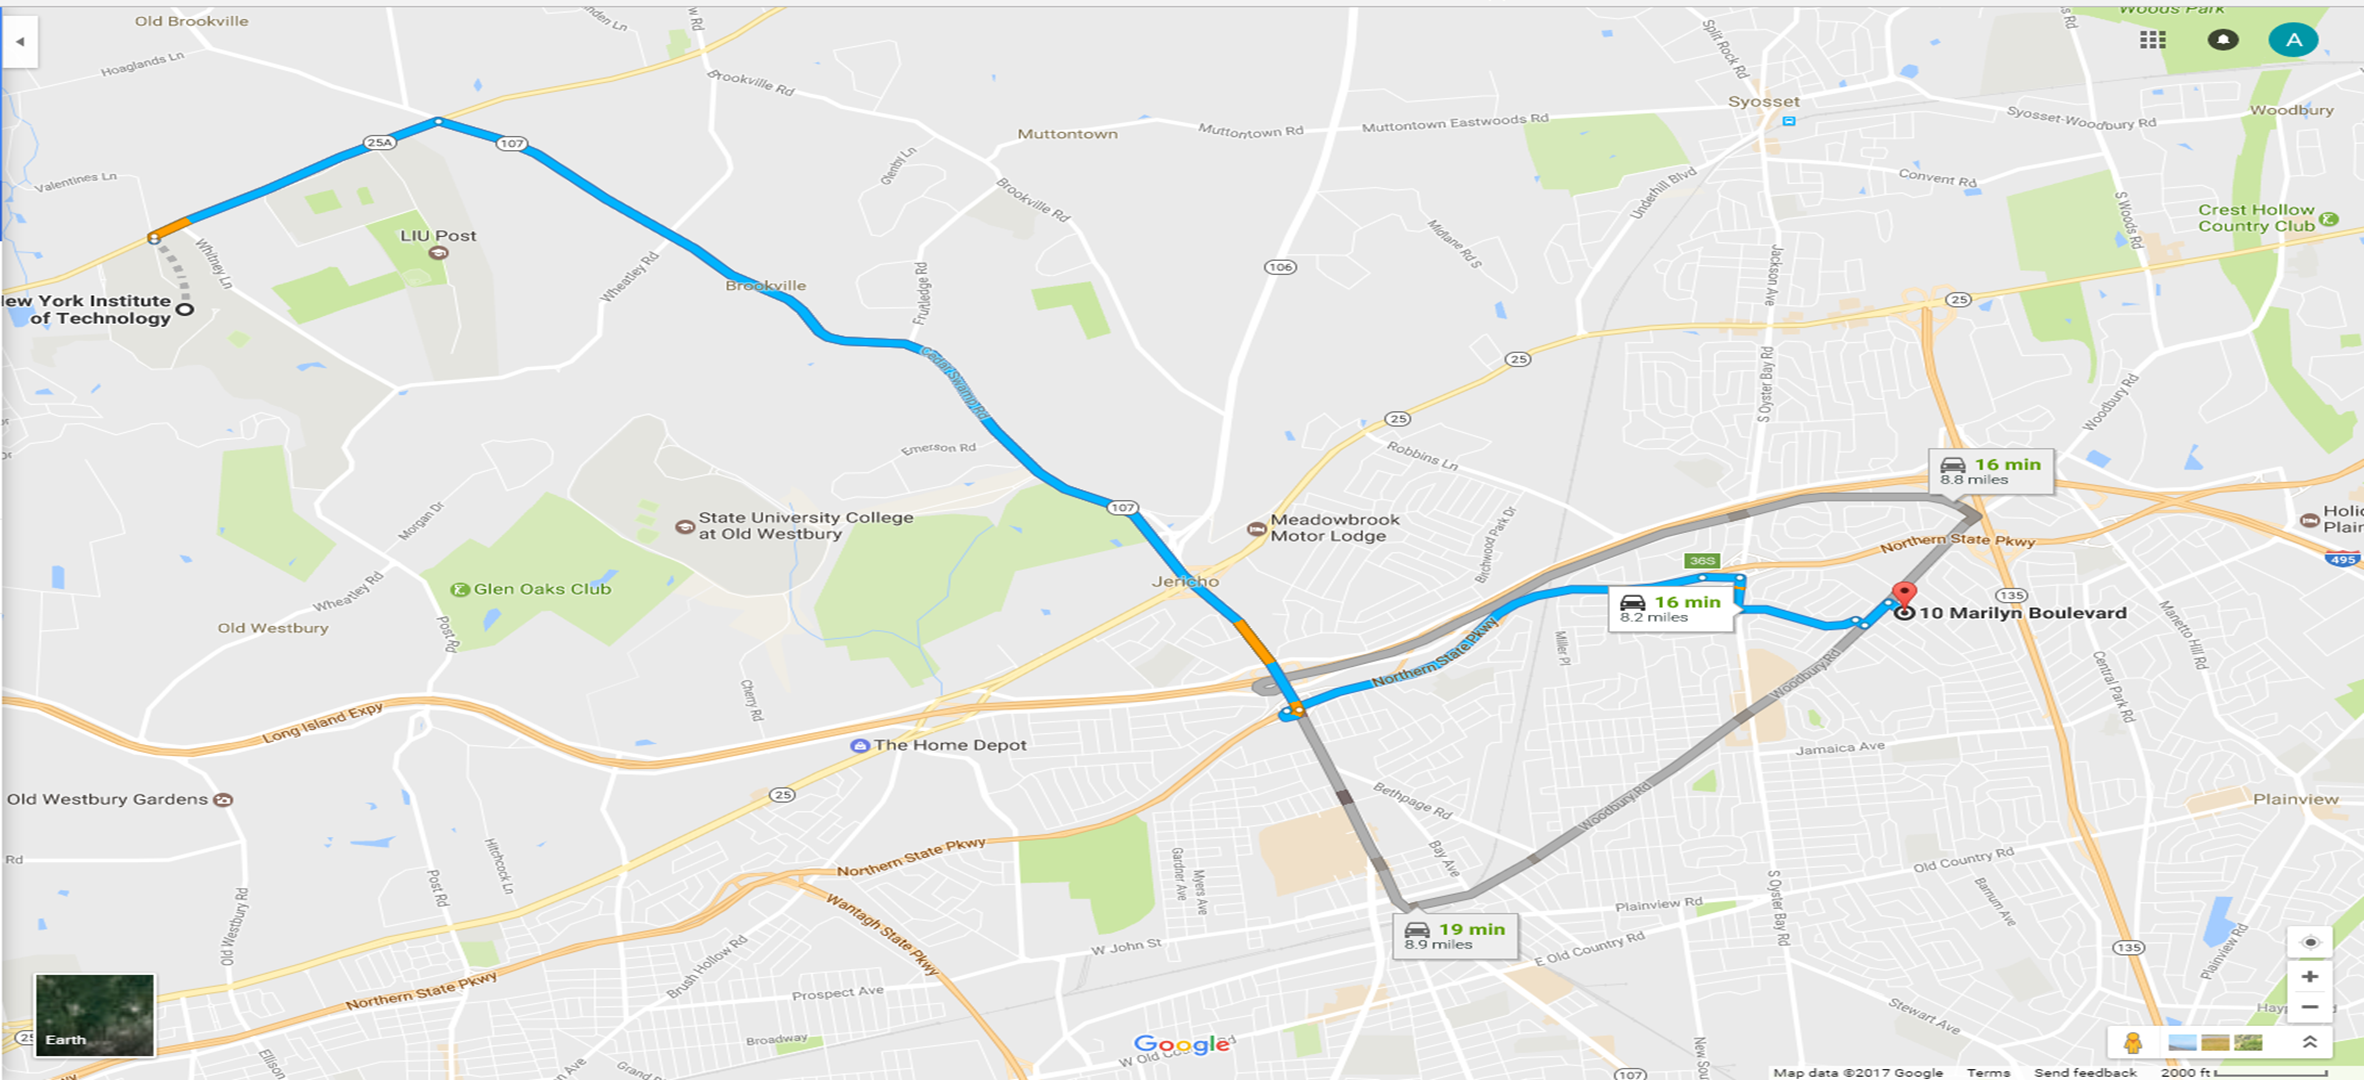 Old Brookville
Woods Park
A
Hoaglands Ln
Brookville Rd
Split Rock Rd
Syosset
Syosset-Woodbury Rd
Woodbury
Muttontown
Muttontown Rd
Muttontown Eastwoods Rd
25A
107
Glenby Ln
Valentines Ln
Brookville Rd
Underhill Blvd
Convent Rd
S Woods Rd
Crest Hollow
Country Club
LIU Post
Whitney Ln
Wheatley Rd
Midlane Rd S
Jackson Ave
106
Brookville
Fruitledge Rd
ew York Institute
of Technology
25
25
Cedar Swamp Rd
S Oyster Bay Rd
Woodbury Rd
25
Emerson Rd
Robbins Ln
16 min
8.8 miles
Morgan Dr
107
State University College
at Old Westbury
Meadowbrook
Motor Lodge
Birchwood Park Dr
Northern State Pkwy
Holic
Plair
495
36S
Jericho
Glen Oaks Club
Wheatley Rd
16 min
8.2 miles
10 Marilyn Boulevard
135
Old Westbury
Post Rd
Miller Pl
Manetto Hill Rd
Northern State Pkwy
Woodbury Rd
Central Park Rd
Cherry Rd
Long Island Expy
The Home Depot
Jamaica Ave
Old Westbury Gardens
25
Bethpage Rd
Woodbury Rd
Plainview
Rd
Hitchcock Ln
Northern State Pkwy
Bay Ave
Old Country Rd
Post Rd
Gardner Ave
Myers Ave
Plainview Rd
S Oyster Bay Rd
Barnum Ave
Old Westbury Rd
Wantagh State Pkwy
19 min
8.9 miles
W John St
E Old Country Rd
135
Plainview Rd
Brush Hollow Rd
Northern State Pkwy
Prospect Ave
Stewart Ave
Earth
Broadway
Google
Ellison
107
Map data ©2017 Google
Terms
Send feedback
2000 ft